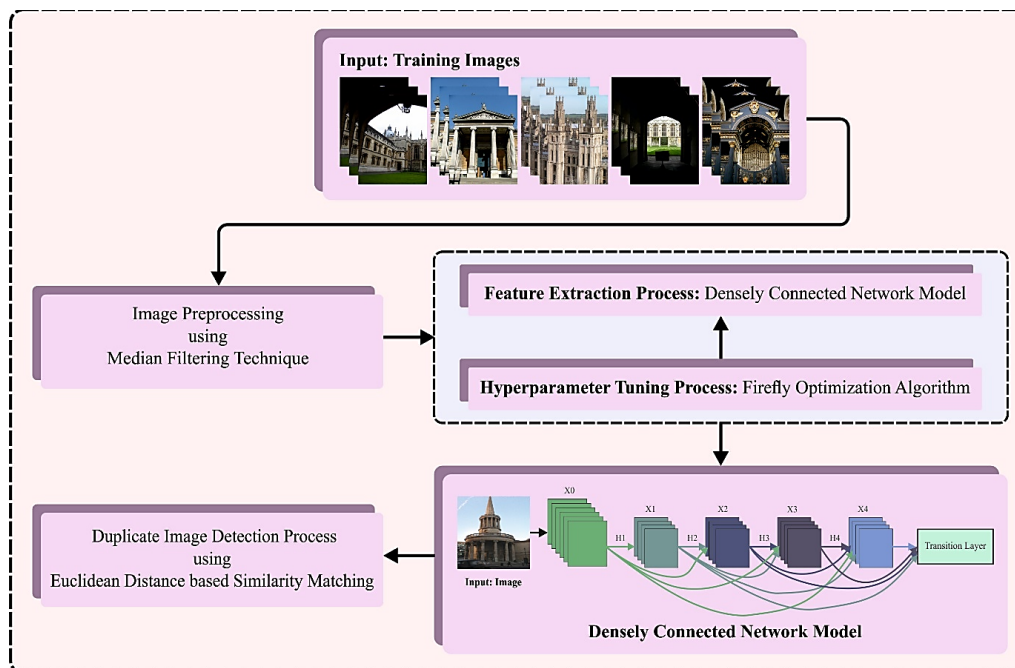 Input: Training Images
Image Preprocessing
using
Median Filtering Technique
Feature Extraction Process: Densely Connected Network Model
Hyperparameter Tuning Process: Firefly Optimization Algorithm
Duplicate Image Detection Process
using
Euclidean Distance based Similarity Matching
X0
X1
X2
X3
X4
H1
H2
H3
H4
Transition Layer
Input: Image
Densely Connected Network Model